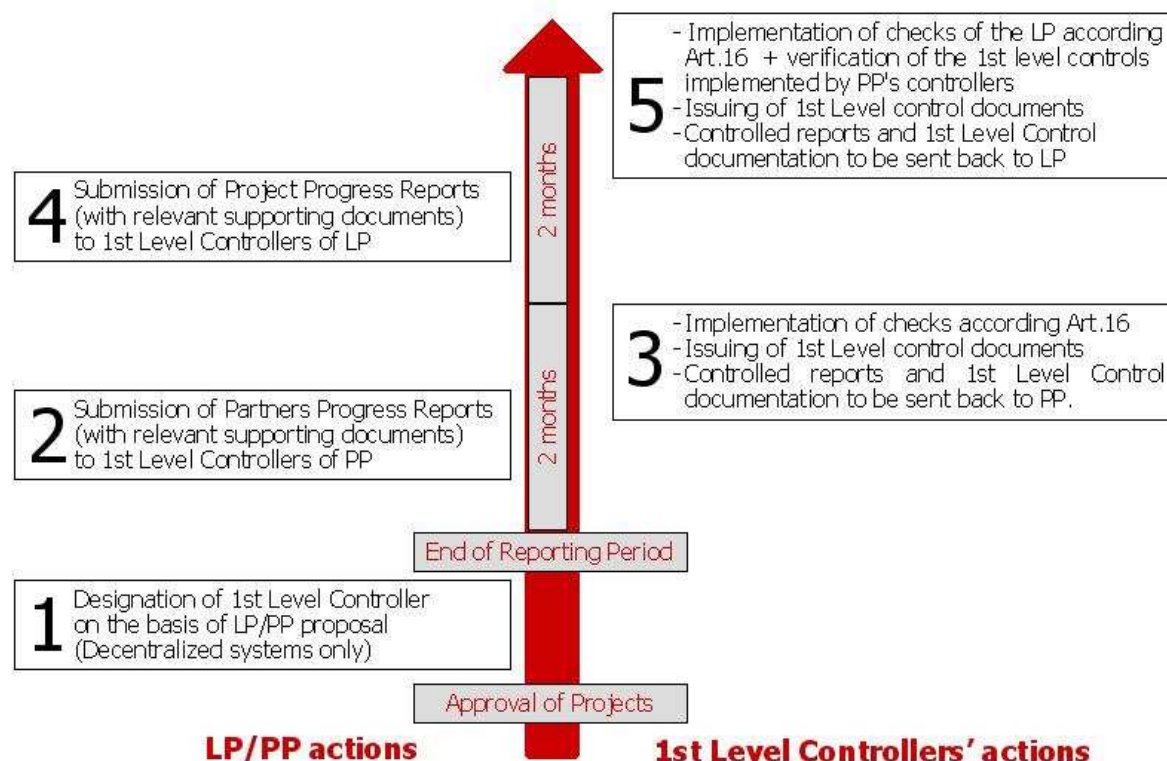 5
- Implementation of checks of the LP according
Art.16 + verification of the 1st level controls
implemented by PP's controllers
- Issuing of 1st Level control documents
- Controlled reports and 1st Level Control
documentation to be sent back to LP
2 months
4
Submission of Project Progress Reports
(with relevant supporting documents)
to 1st Level Controllers of LP
3
- Implementation of checks according Art.16
- Issuing of 1st Level control documents
- Controlled reports and 1st Level Control
documentation to be sent back to PP.
2 months
2
Submission of Partners Progress Reports
(with relevant supporting documents)
to 1st Level Controllers of PP
End of Reporting Period
1
Designation of 1st Level Controller
on the basis of LP/PP proposal
(Decentralized systems only)
Approval of Projects
LP/PP actions
1st Level Controllers' actions